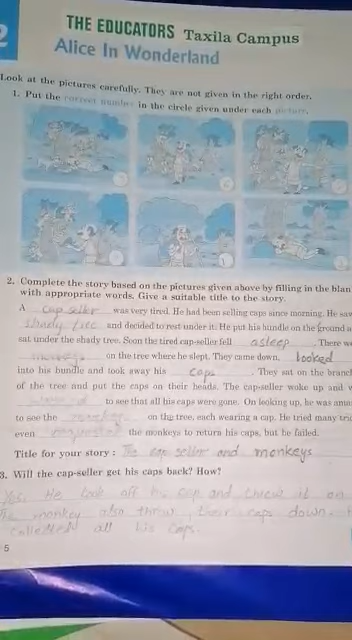 2
THE EDUCATORS Taxila Campus
Alice In Wonderland
Look at the pictures carefully. They are not given in the right order.
1. Put the correct number in the circle given under each picture.
2. Complete the story based on the pictures given above by filling in the blan
with appropriate words. Give a suitable title to the story.
A cap seller was very tired. He had been selling caps since morning. He saw
shady tree and decided to rest under it. He put his bundle on the ground a
sat under the shady tree. Soon the tired cap-seller fell asleep. There w
on the tree where he slept. They came down, looked
into his bundle and took away his caps. They sat on the branch
of the tree and put the caps on their heads. The cap-seller woke up and w
to see that all his caps were gone. On looking up, he was amaz
to see the monkey on the tree, each wearing a cap. He tried many tric
even requested the monkeys to return his caps, but he failed.
Title for your story : The cap seller and monkeys
3. Will the cap-seller get his caps back? How?
Yes, He took off his cap and threw it on
The monkey also threw their caps down. H
collected all his caps.
5